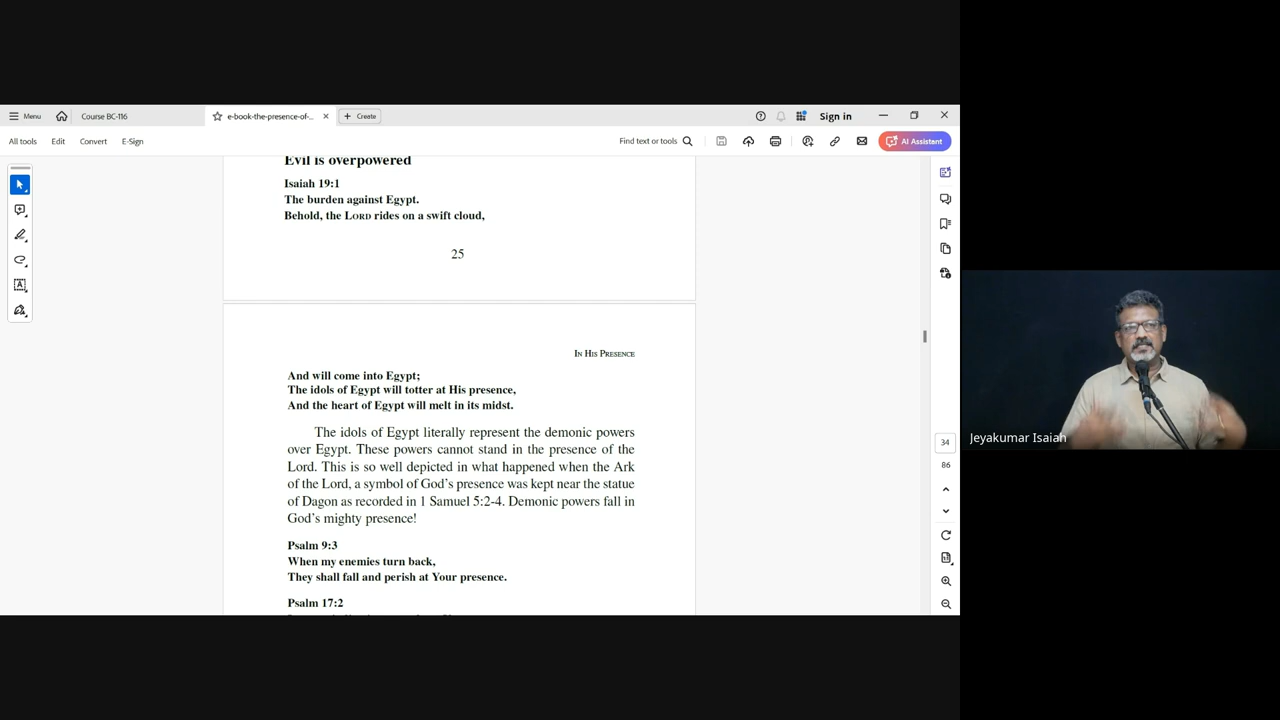 Menu
Course BC-116
e-book-the-presence-of-...
Create
Sign in
All tools
Edit
Convert
E-Sign
Find text or tools
AI Assistant
Evil is overpowered
Isaiah 19:1
The burden against Egypt.
Behold, the LORD rides on a swift cloud,
25
IN HIS PRESENCE
And will come into Egypt;
The idols of Egypt will totter at His presence,
And the heart of Egypt will melt in its midst.
The idols of Egypt literally represent the demonic powers
over Egypt. These powers cannot stand in the presence of the
Lord. This is so well depicted in what happened when the Ark
of the Lord, a symbol of God's presence was kept near the statue
of Dagon as recorded in 1 Samuel 5:2-4. Demonic powers fall in
God's mighty presence!
Psalm 9:3
When my enemies turn back,
They shall fall and perish at Your presence.
Psalm 17:2
34
86
Jeyakumar Isaiah